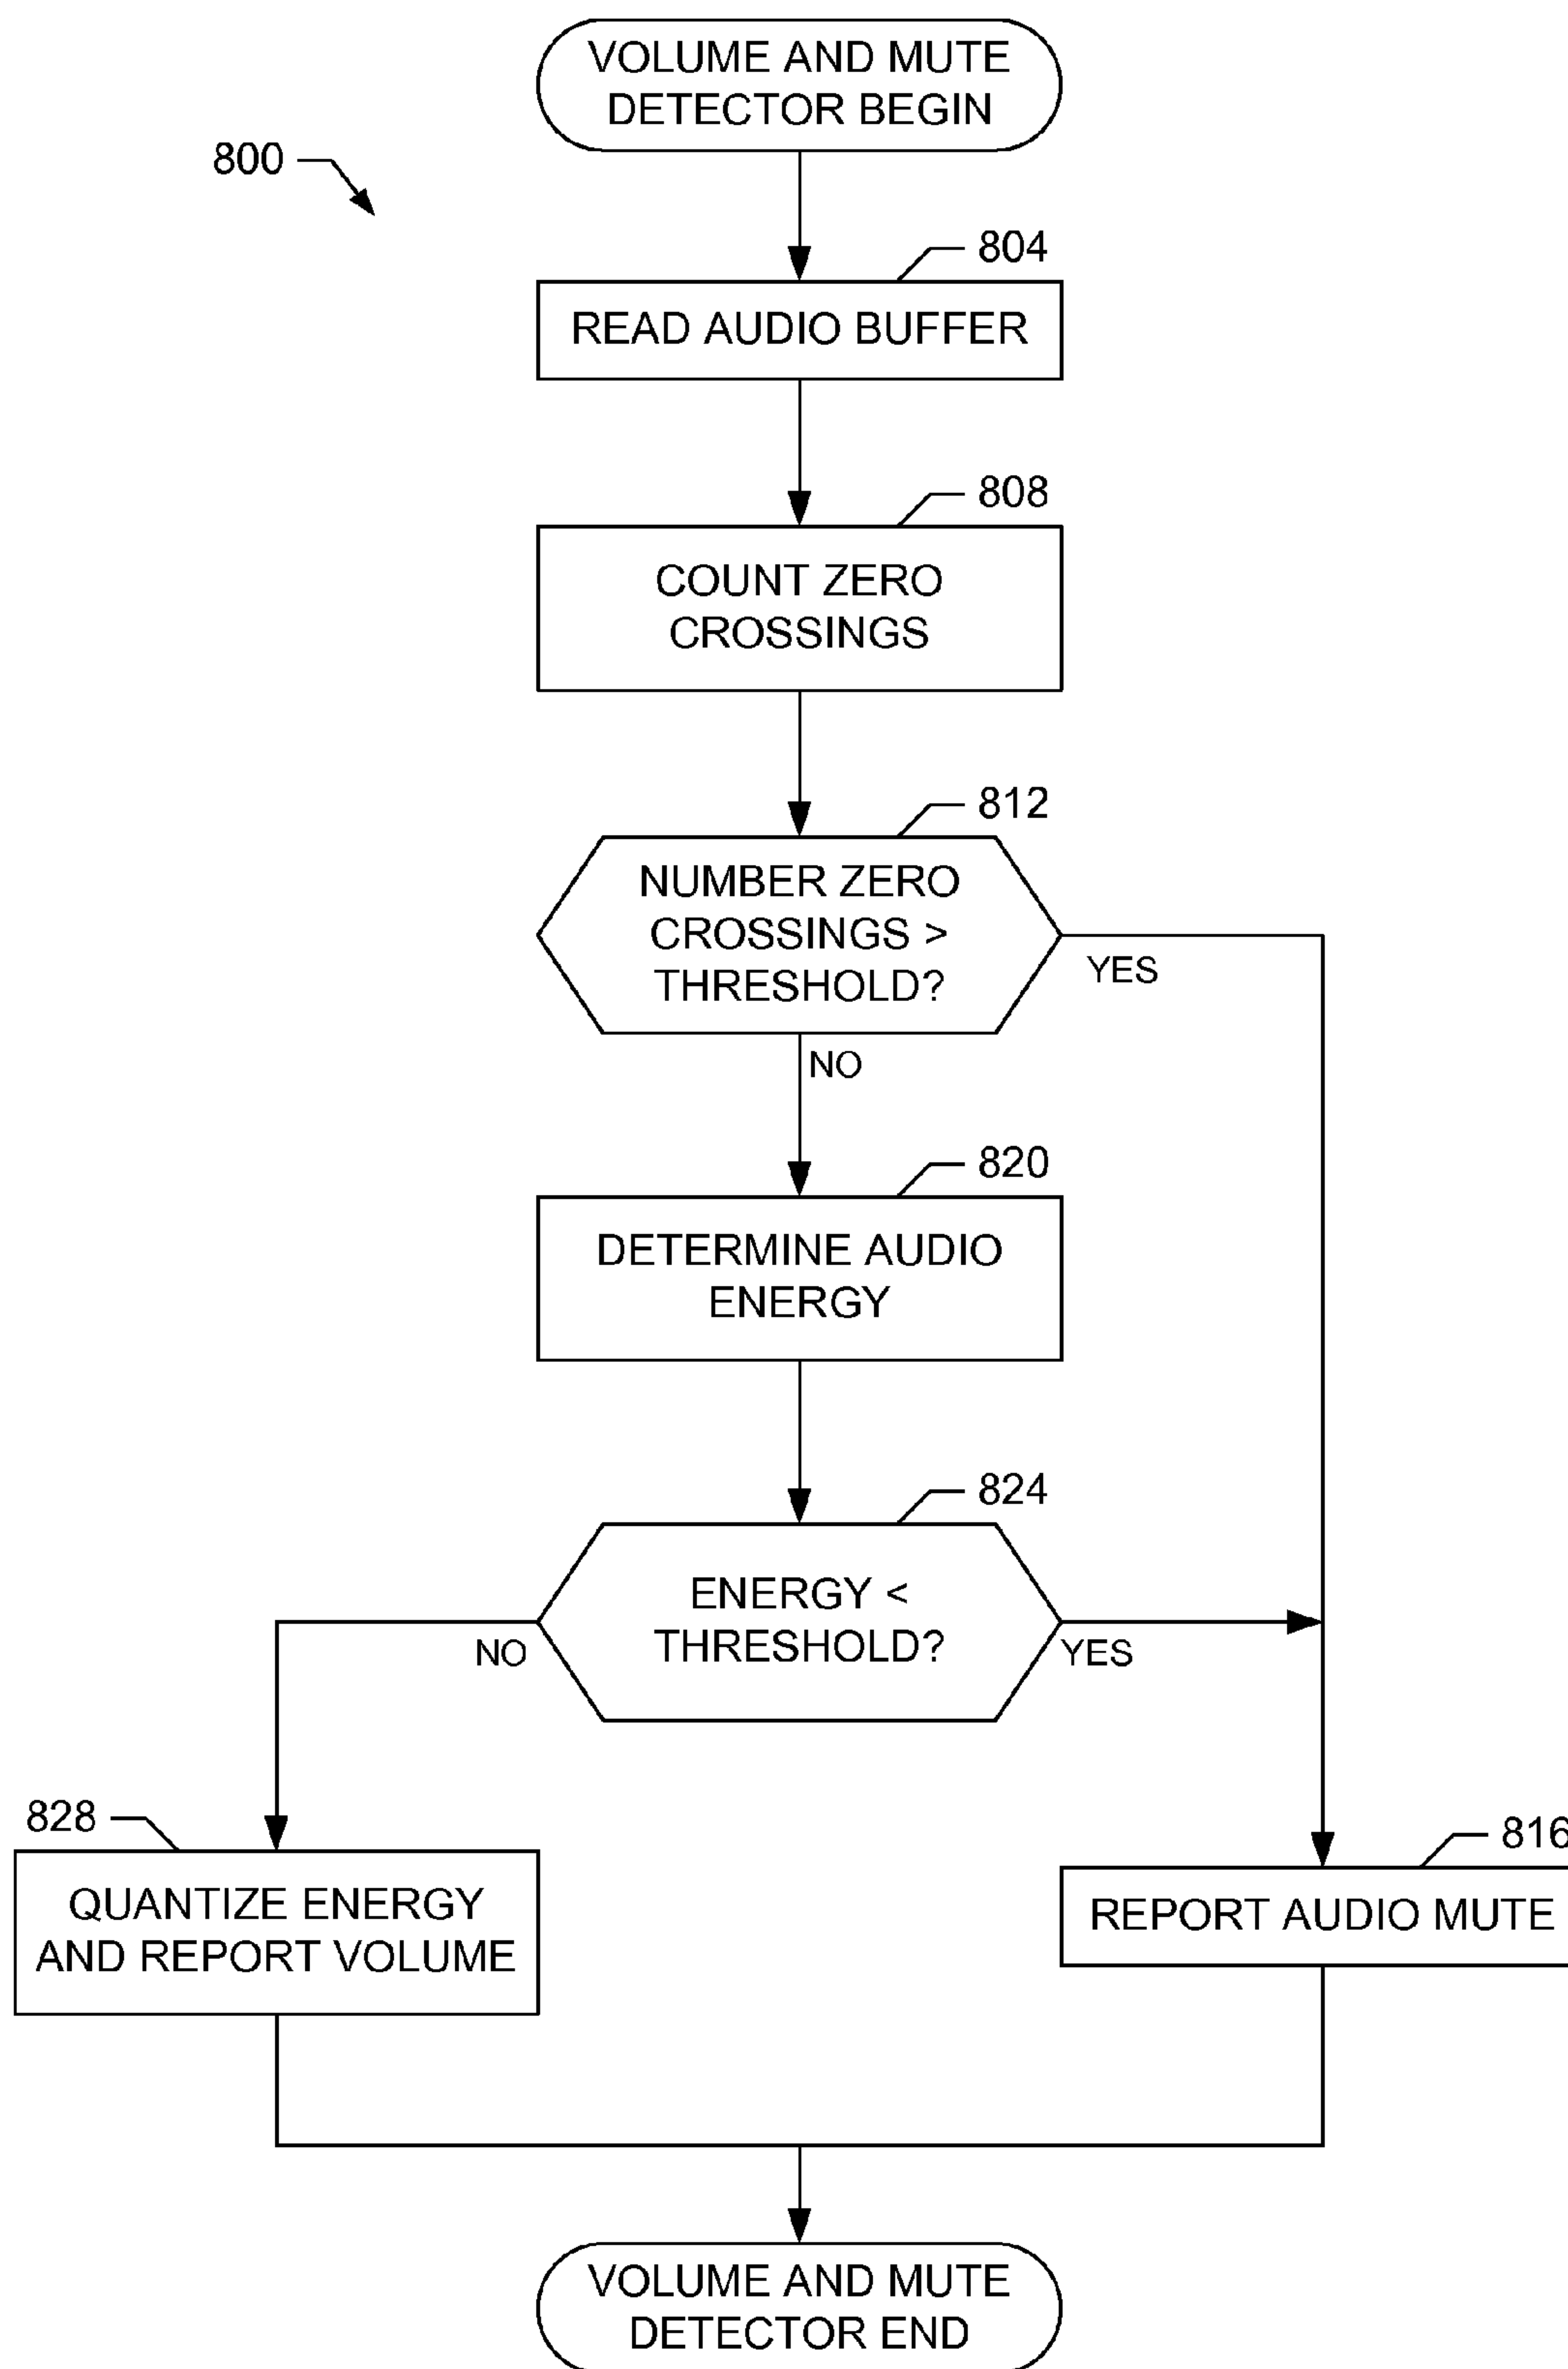 VOLUME AND MUTE
DETECTOR BEGIN
800
804
READ AUDIO BUFFER
808
COUNT ZERO
CROSSINGS
812
NUMBER ZERO
CROSSINGS >
THRESHOLD?
YES
NO
820
DETERMINE AUDIO
ENERGY
824
ENERGY <
THRESHOLD?
NO
YES
828
QUANTIZE ENERGY
AND REPORT VOLUME
816
REPORT AUDIO MUTE
VOLUME AND MUTE
DETECTOR END